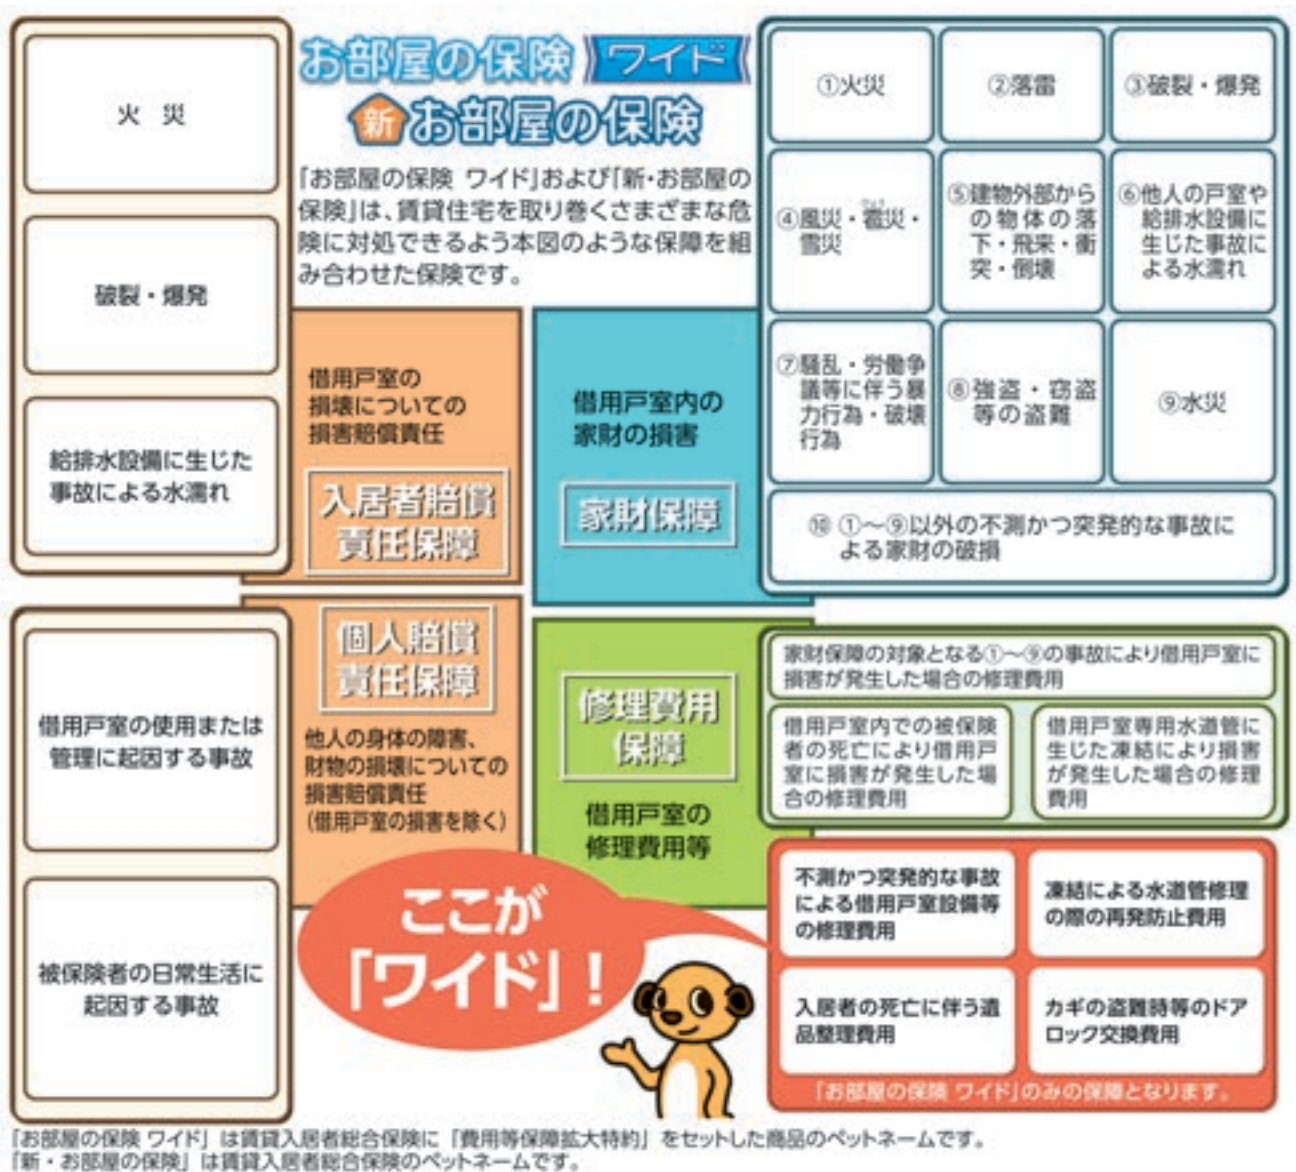 お部屋の保険 ワイド
新 お部屋の保険
「お部屋の保険 ワイド」および「新・お部屋の
保険」は、賃貸住宅を取り巻くさまざまな危
険に対処できるよう本図のような保障を組
み合わせた保険です。
火 災
破裂・爆発
給排水設備に生じた
事故による水濡れ
借用戸室の
損壊についての
損害賠償責任
入居者賠償
責任保障
借用戸室内の
家財の損害
家財保障
①火災
②落雷
③破裂・爆発
④風災・雹災・
雪災
⑤建物外部から
の物体の落
下・飛来・衝
突・倒壊
⑥他人の戸室や
給排水設備に
生じた事故に
よる水濡れ
⑦騒乱・労働争
議等に伴う暴
力行為・破壊
行為
⑧強盗・窃盗
等の盗難
⑨水災
⑩ ①～⑨以外の不測かつ突発的な事故に
よる家財の破損
借用戸室の使用または
管理に起因する事故
被保険者の日常生活に
起因する事故
個人賠償
責任保障
他人の身体の障害、
財物の損壊についての
損害賠償責任
(借用戸室の損害を除く)
修理費用
保障
借用戸室の
修理費用等
家財保障の対象となる①～⑨の事故により借用戸室に
損害が発生した場合の修理費用
借用戸室内での被保険
者の死亡により借用戸
室に損害が発生した場
合の修理費用
借用戸室専用水道管に
生じた凍結により損害
が発生した場合の修理
費用
ここが
「ワイド」!
不測かつ突発的な事故
による借用戸室設備等
の修理費用
凍結による水道管修理
の際の再発防止費用
入居者の死亡に伴う遺
品整理費用
カギの盗難時等のドア
ロック交換費用
「お部屋の保険 ワイド」のみの保障となります。
「お部屋の保険 ワイド」は賃貸入居者総合保険に「費用等保障拡大特約」をセットした商品のペットネームです。
「新・お部屋の保険」は賃貸入居者総合保険のペットネームです。